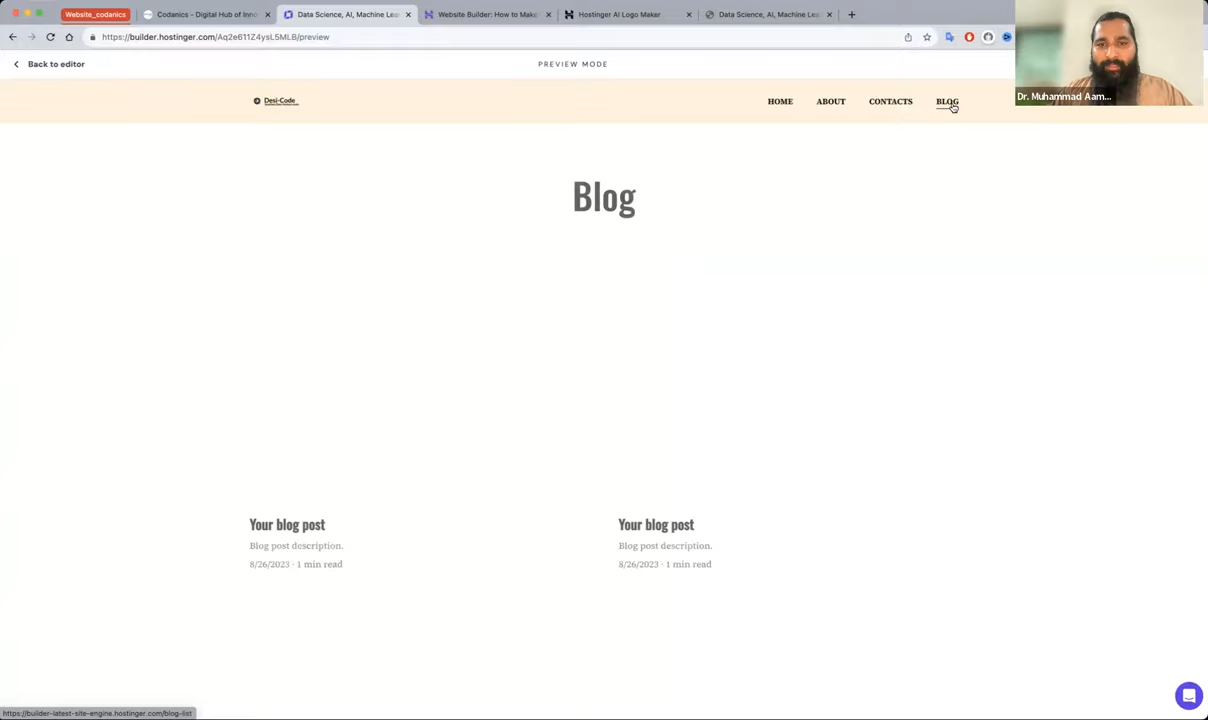 Website_codanics
Codanics - Digital Hub of Inno
Data Science, AI, Machine Lea
Website Builder: How to Make
Hostinger AI Logo Maker
Data Science, AI, Machine Lea
https://builder.hostinger.com/Aq2e611Z4ysL5MLB/preview
Back to editor
PREVIEW MODE
Dr. Muhammad Aam...
Desi-Code
HOME
ABOUT
CONTACTS
BLOG
Blog
Your blog post
Blog post description.
8/26/2023 · 1 min read
Your blog post
Blog post description.
8/26/2023 · 1 min read
https://builder-latest-site-engine.hostinger.com/blog-list